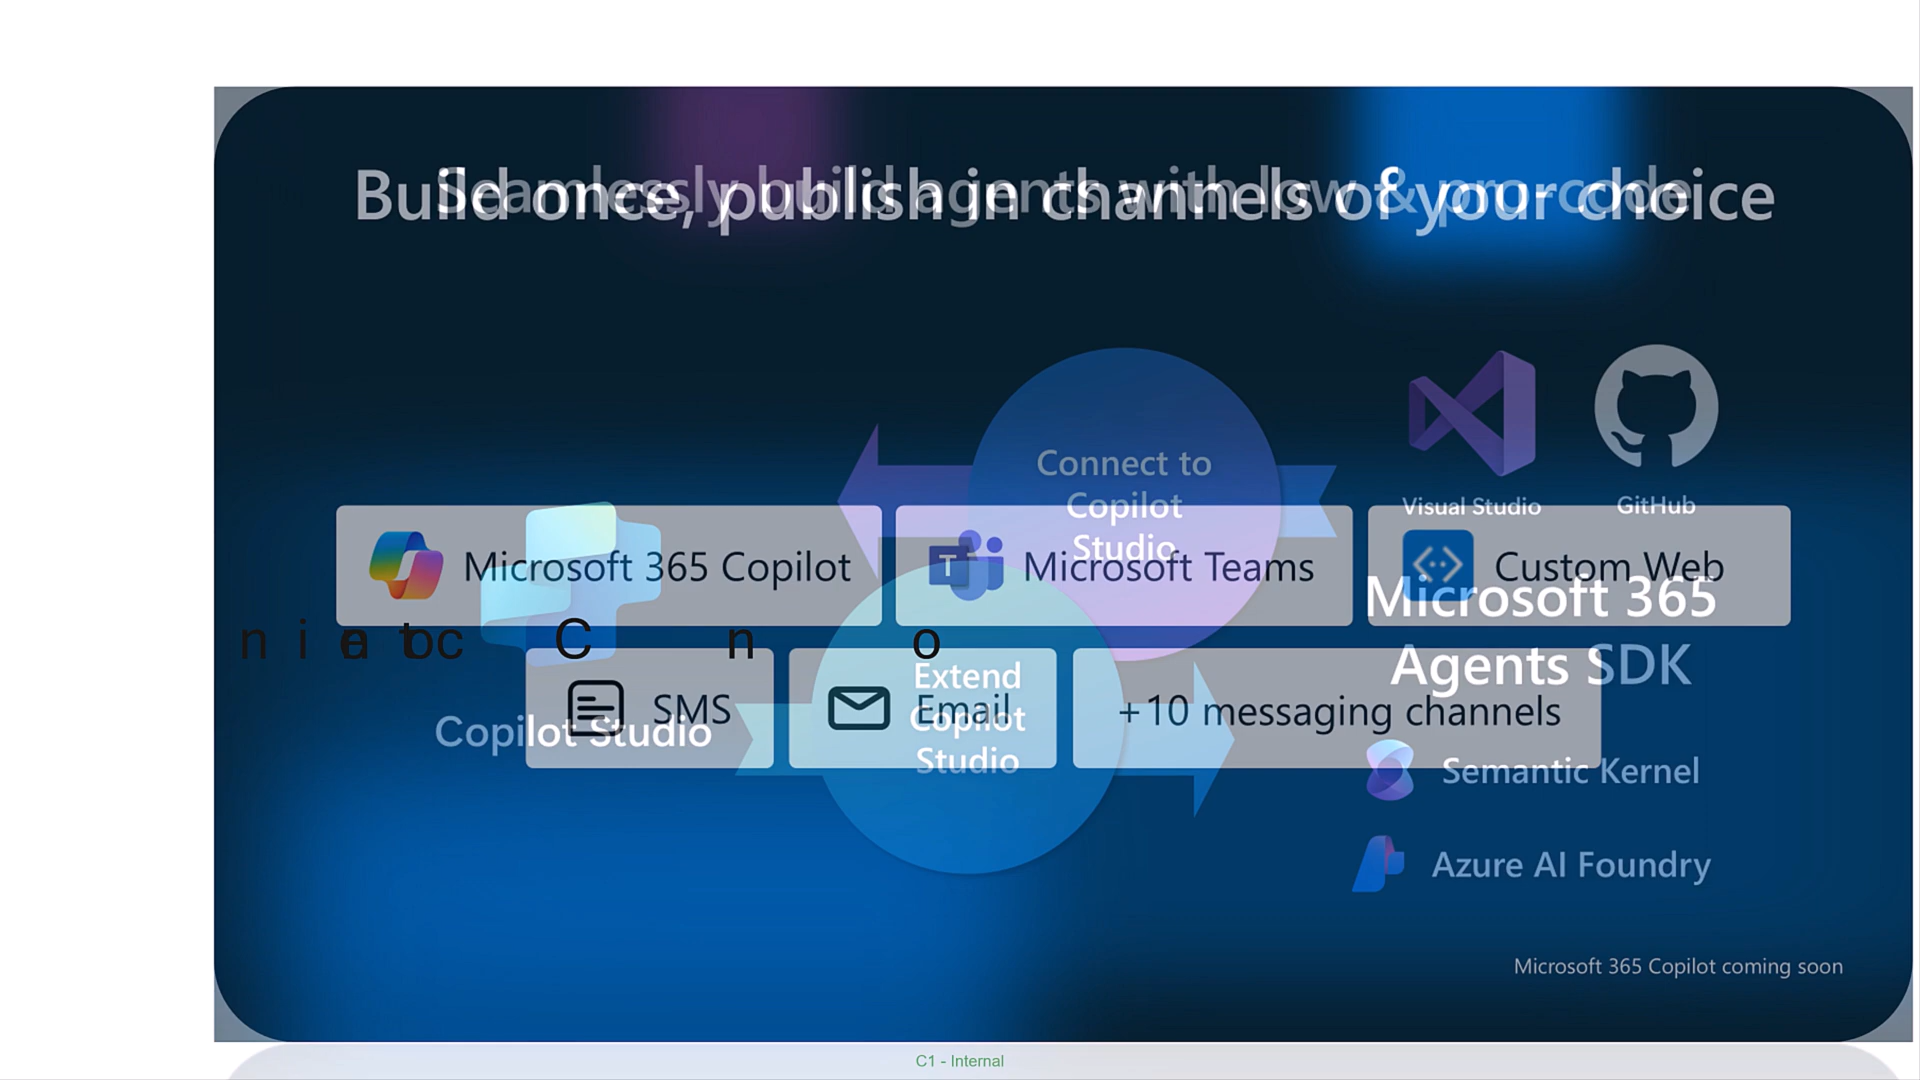 Build once, publish in channels of your choice
Seamlessly build agents with low & pro-code
Connect to
Copilot
Studio
Visual Studio
GitHub
Microsoft 365 Copilot
Microsoft Teams
Custom Web
Microsoft 365
Agents SDK
SMS
Email
+10 messaging channels
Extend
Copilot
Studio
Copilot Studio
Semantic Kernel
Azure AI Foundry
Microsoft 365 Copilot coming soon
C1 - Internal